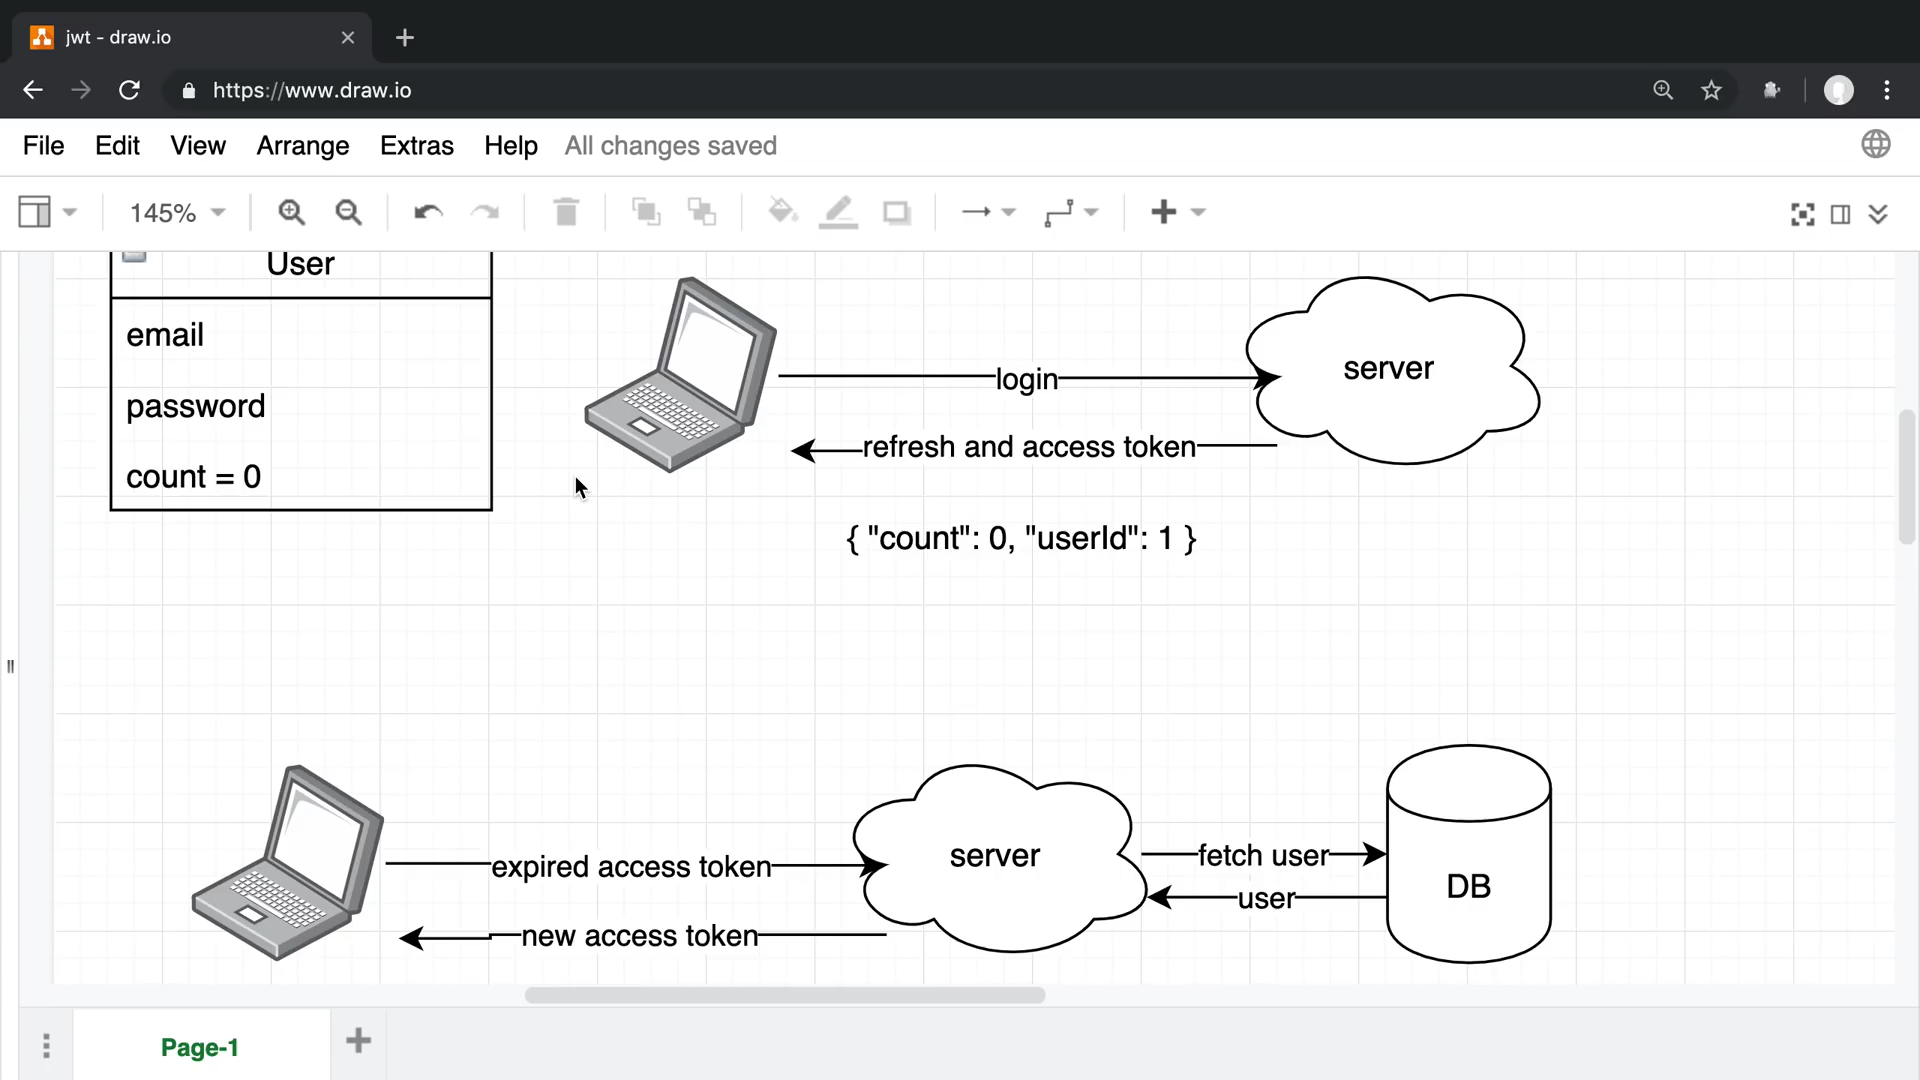 jwt - draw.io
https://www.draw.io
File Edit View Arrange Extras Help All changes saved
145%
User
email
password
count = 0
login
server
refresh and access token
{ "count": 0, "userId": 1 }
expired access token
server
fetch user
user
DB
new access token
Page-1